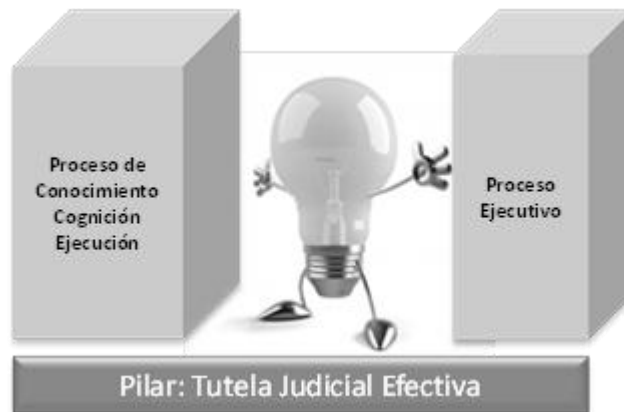 Proceso de
Conocimiento
Cognición
Ejecución
Proceso
Ejecutivo
Pilar: Tutela Judicial Efectiva